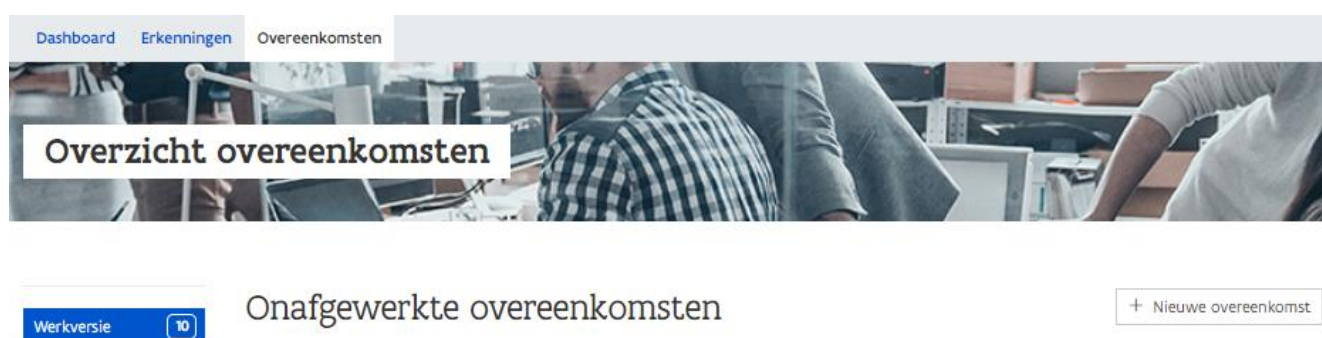 Dashboard Erkenningen Overeenkomsten
Overzicht overeenkomsten
Werkversie 10
Onafgewerkte overeenkomsten
+ Nieuwe overeenkomst